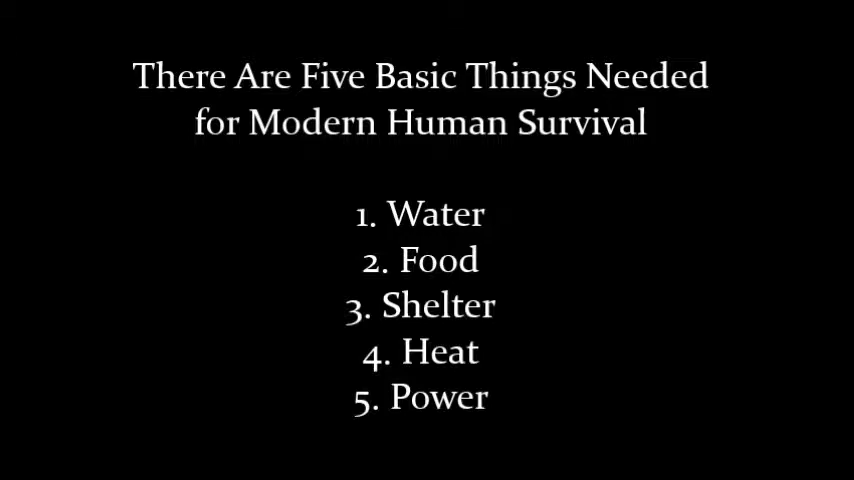 There Are Five Basic Things Needed
for Modern Human Survival
1. Water
2. Food
3. Shelter
4. Heat
5. Power